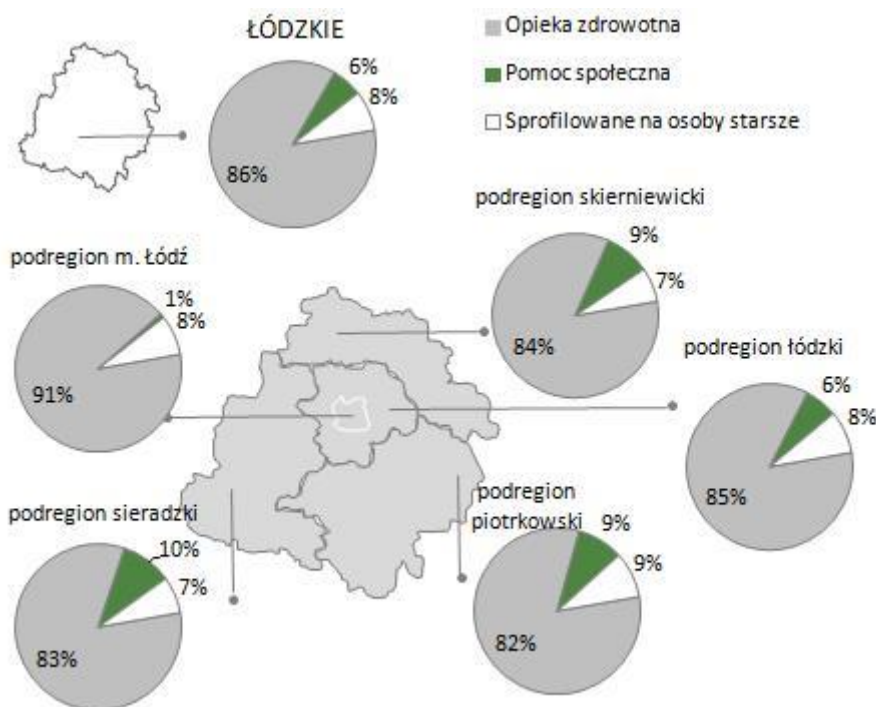 ŁÓDZKIE
6%
8%
86%
Opieka zdrowotna
Pomoc społeczna
Sprofilowane na osoby starsze
podregion skierniewicki
9%
7%
84%
podregion m. Łódź
1%
8%
91%
podregion łódzki
6%
8%
85%
podregion sieradzki
10%
7%
83%
podregion
piotrkowski
9%
9%
82%